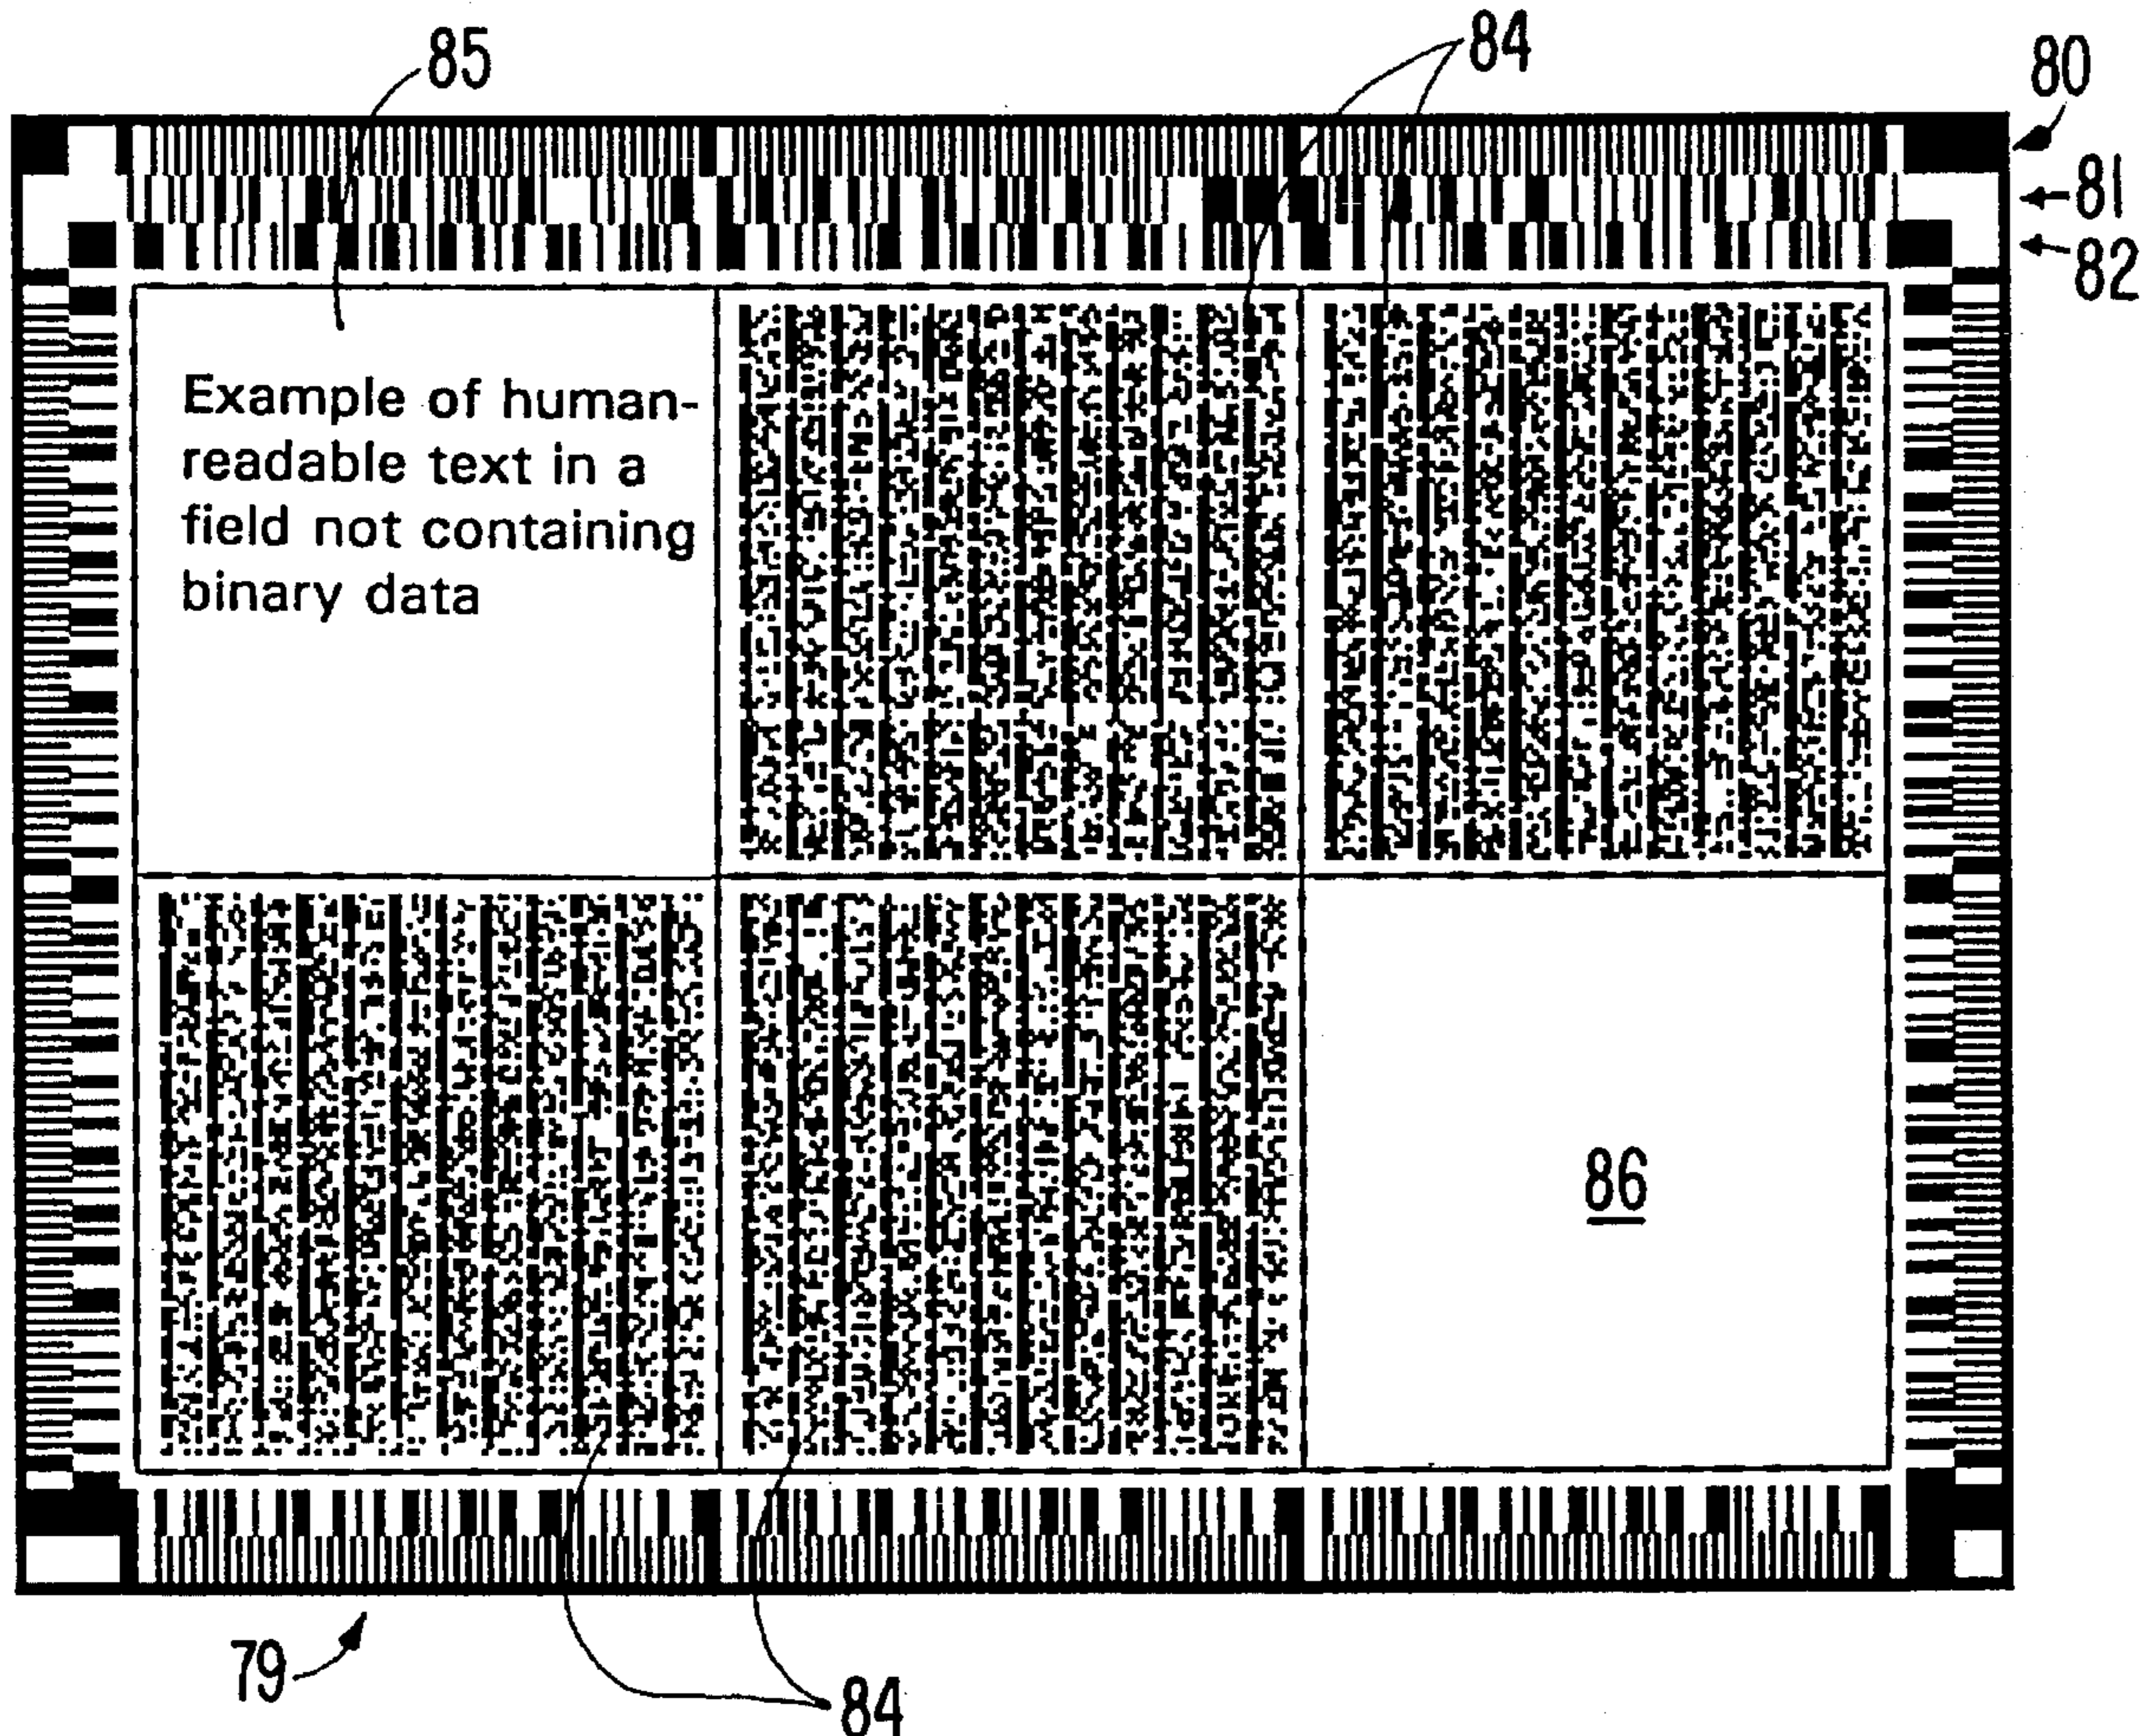 85
84
80
81
82
Example of human-
readable text in a
field not containing
binary data
86
79
84